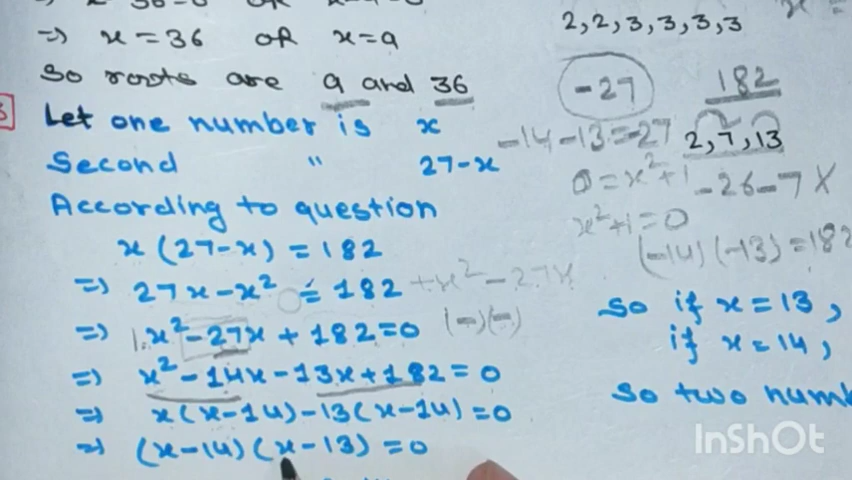 ⇒ x = 36 or x = 9
So roots are 9 and 36
Let one number is x
Second " 27-x
According to question
x(27-x) = 182
⇒ 27x - x² = 182 + x² - 27x
⇒ 1.x² - 27x + 182 = 0 (-)(-)
⇒ x² - 14x - 13x + 182 = 0
⇒ x(x-14) - 13(x-14) = 0
⇒ (x-14)(x-13) = 0
2, 2, 3, 3, 3, 3
-27 182
-14-13=-27 2, 7, 13
0 = x² + 1 -26-7 X
x² + 1 = 0
(-14)(-13) = 182
So if x = 13,
if x = 14,
So two numb
InShOt